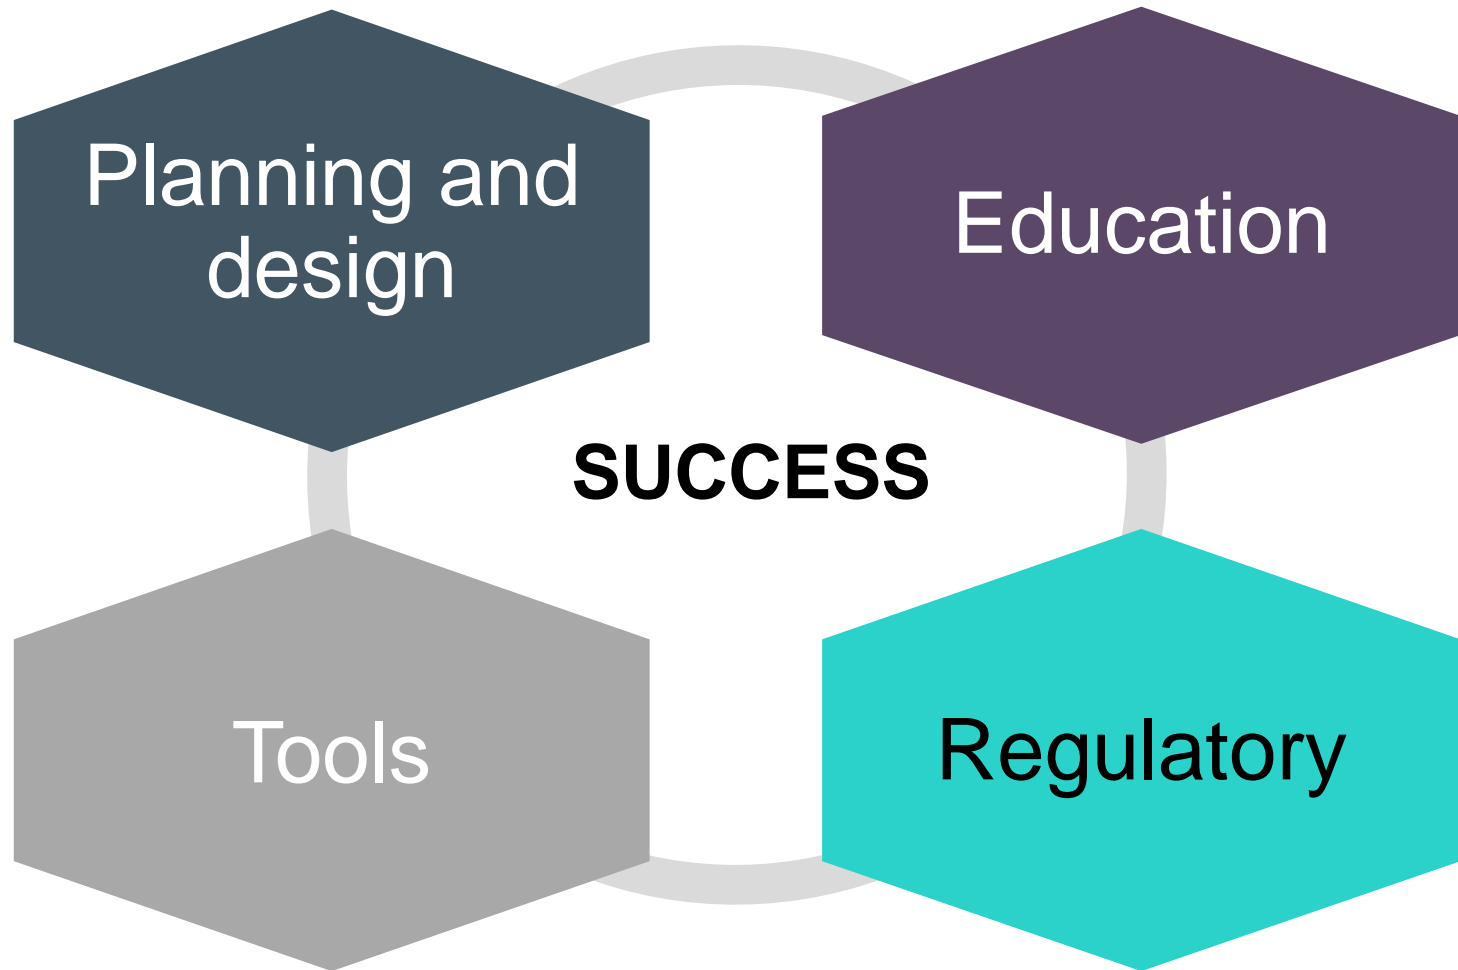 Planning and
design
Education
SUCCESS
Tools
Regulatory